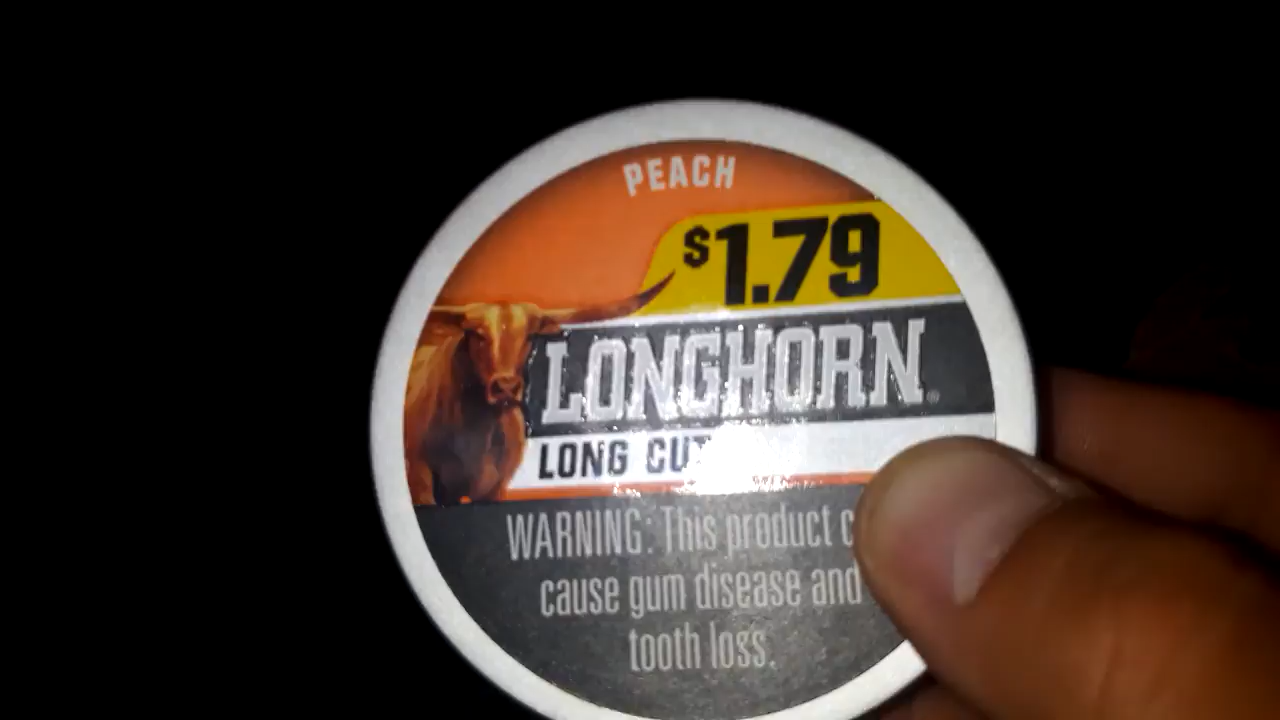 PEACH
$1.79
LONGHORN®
LONG CUT
WARNING: This product c
cause gum disease and
tooth loss.